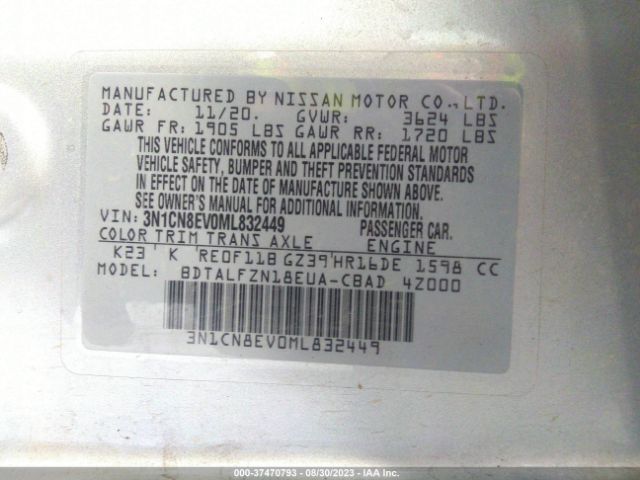 MANUFACTURED BY NISSAN MOTOR CO.,LTD.
DATE: 11/20. GVWR: 3624 LBS
GAWR FR: 1905 LBS GAWR RR: 1720 LBS
THIS VEHICLE CONFORMS TO ALL APPLICABLE FEDERAL MOTOR
VEHICLE SAFETY, BUMPER AND THEFT PREVENTION STANDARDS
IN EFFECT ON THE DATE OF MANUFACTURE SHOWN ABOVE.
SEE OWNER'S MANUAL FOR ADDITIONAL INFORMATION.
VIN: 3N1CN8EV0ML832449 PASSENGER CAR.
COLOR TRIM TRANS AXLE ENGINE
K23 ' K ' RE0F11B GZ39'HR16DE 1598 CC
MODEL: BDTALFZN18EUA-CBAD 4Z000
3N1CN8EV0ML832449
000-37470793 - 08/30/2023 - IAA Inc.